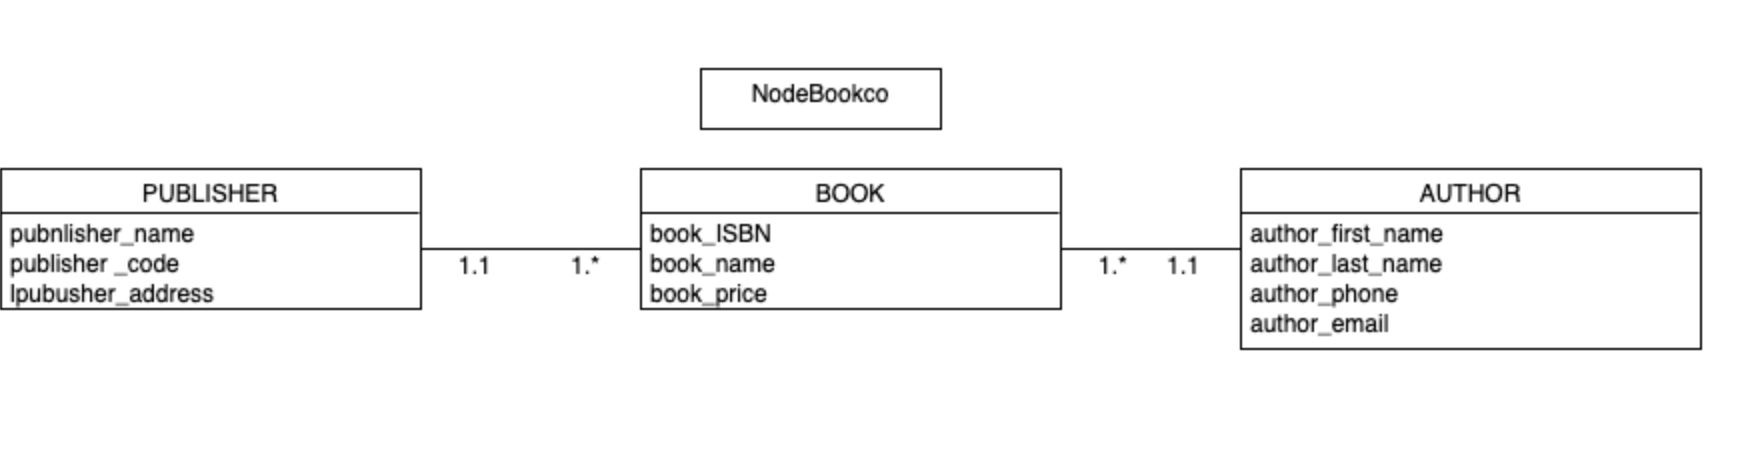 NodeBookco
PUBLISHER
pubnlisher_name
publisher _code
lpubusher_address
1.1
1.*
BOOK
book_ISBN
book_name
book_price
1.*
1.1
AUTHOR
author_first_name
author_last_name
author_phone
author_email